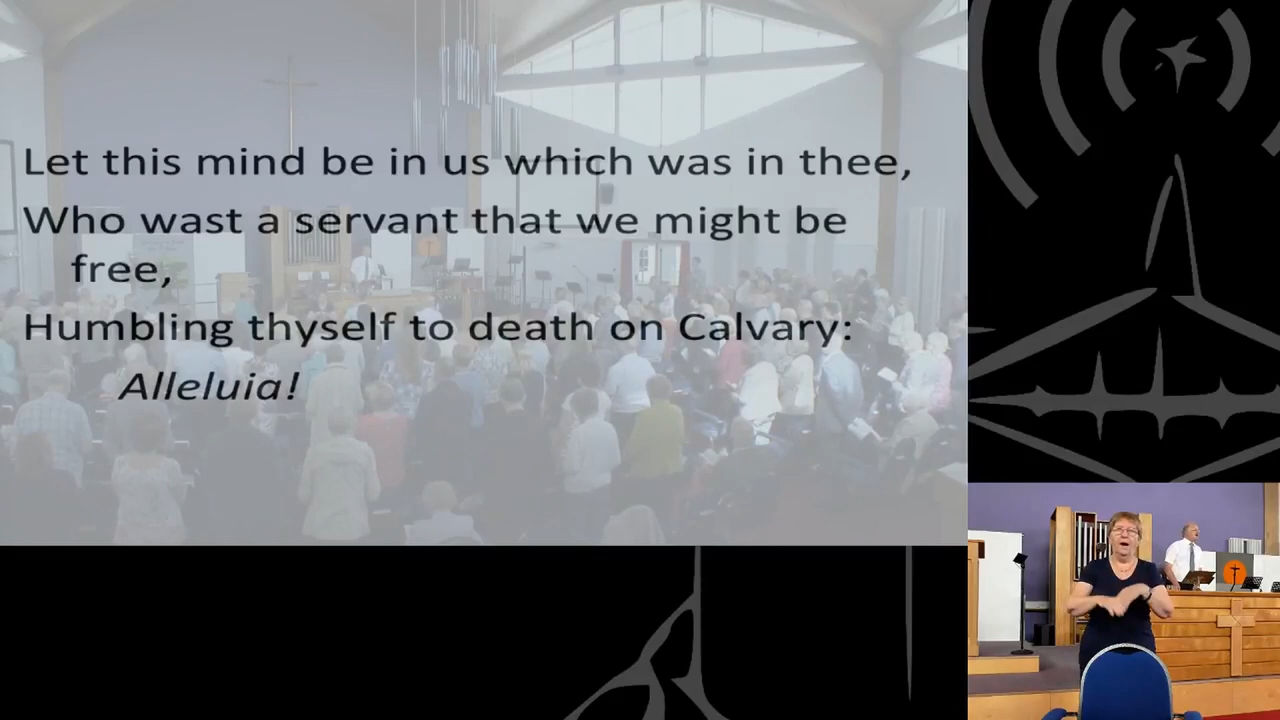 Let this mind be in us which was in thee,
Who wast a servant that we might be
free,
Humbling thyself to death on Calvary:
Alleluia!